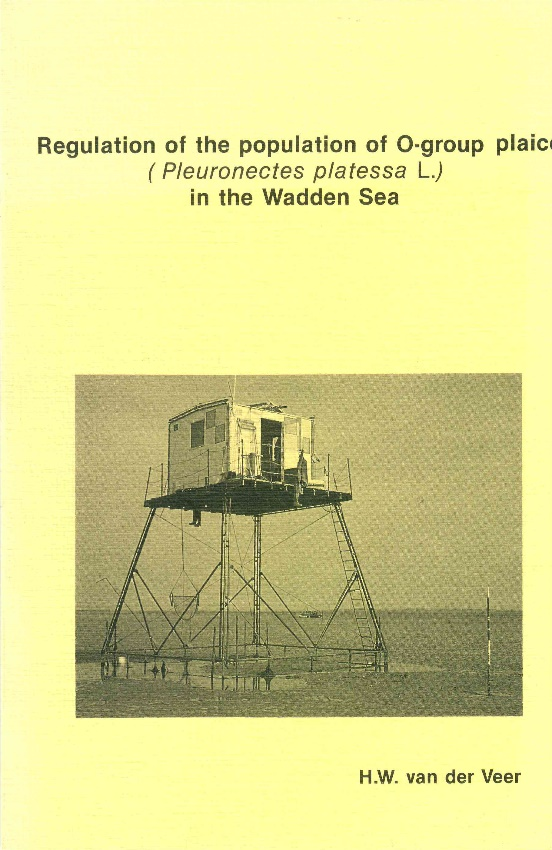 Regulation of the population of O-group plaice
( Pleuronectes platessa L.)
in the Wadden Sea
H.W. van der Veer